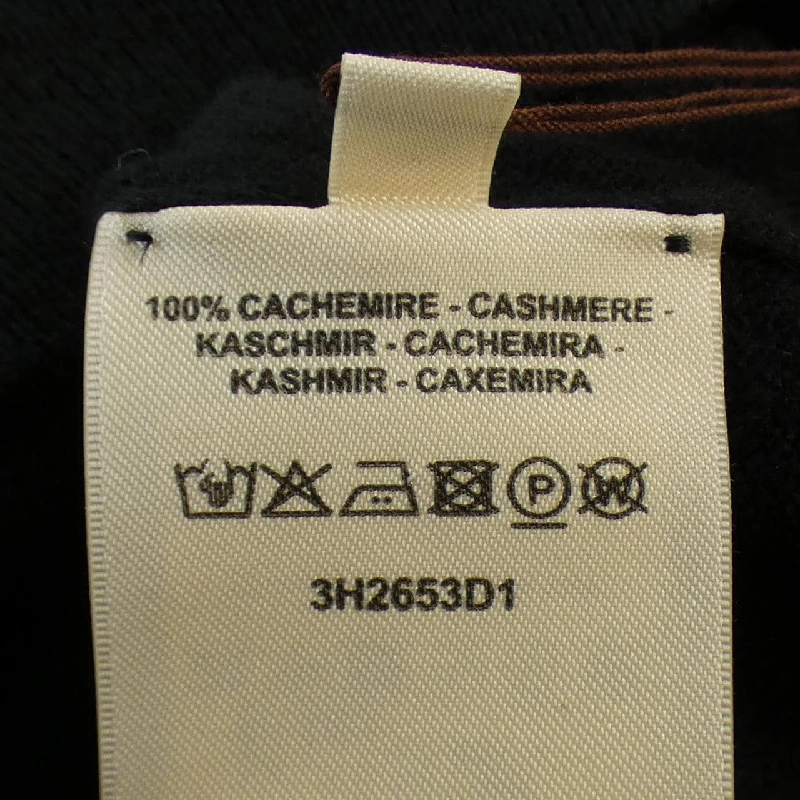 100% CACHEMIRE - CASHMERE -
KASCHMIR - CACHEMIRA -
KASHMIR - CAXEMIRA
P W
3H2653D1